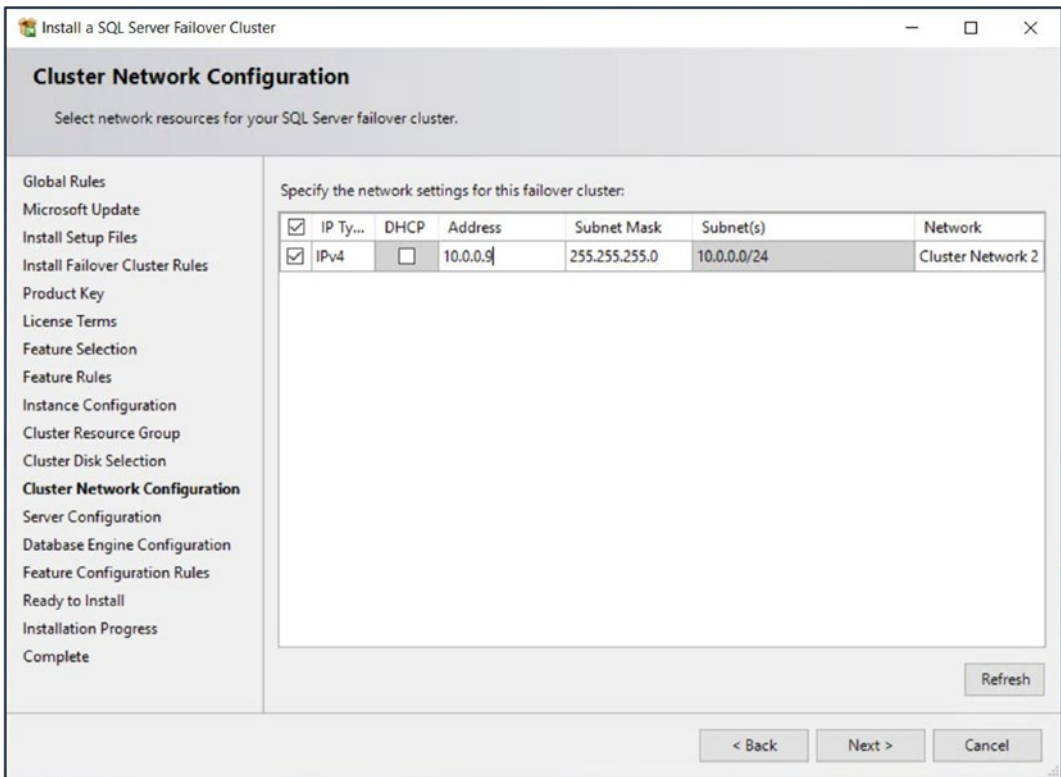 Install a SQL Server Failover Cluster
Cluster Network Configuration
Select network resources for your SQL Server failover cluster.
Global Rules
Microsoft Update
Install Setup Files
Install Failover Cluster Rules
Product Key
License Terms
Feature Selection
Feature Rules
Instance Configuration
Cluster Resource Group
Cluster Disk Selection
Cluster Network Configuration
Server Configuration
Database Engine Configuration
Feature Configuration Rules
Ready to Install
Installation Progress
Complete
Specify the network settings for this failover cluster:
IP Ty... DHCP Address Subnet Mask Subnet(s) Network
IPv4 10.0.0.9 255.255.255.0 10.0.0.0/24 Cluster Network 2
Refresh
< Back Next > Cancel